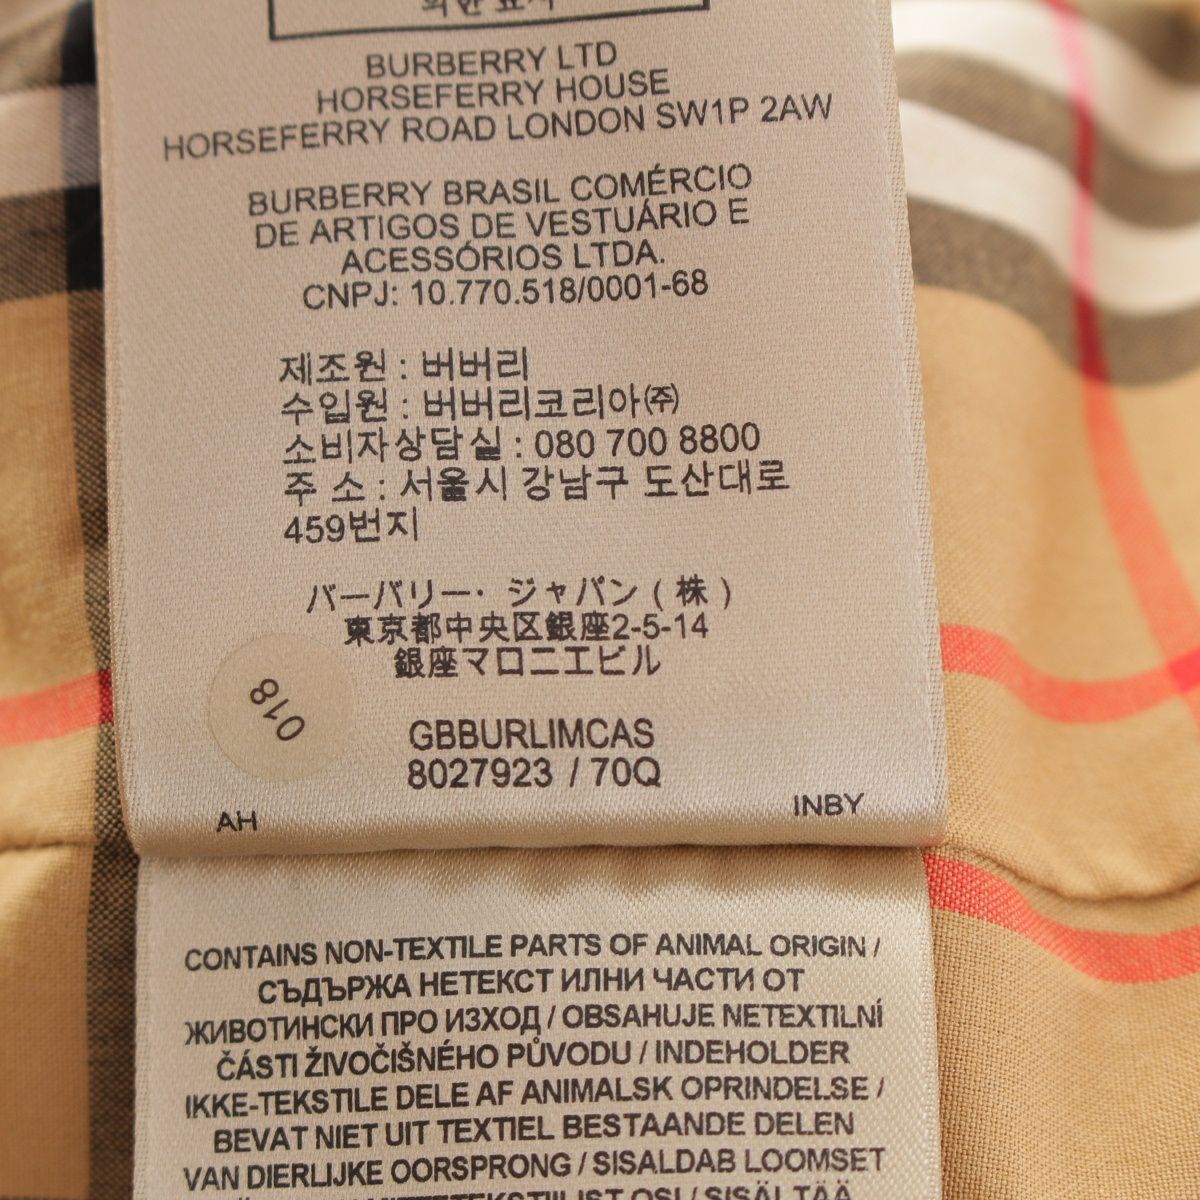 의한 표시
BURBERRY LTD
HORSEFERRY HOUSE
HORSEFERRY ROAD LONDON SW1P 2AW
BURBERRY BRASIL COMÉRCIO
DE ARTIGOS DE VESTUÁRIO E
ACESSÓRIOS LTDA.
CNPJ: 10.770.518/0001-68
제조원 : 버버리
수입원 : 버버리코리아㈜
소비자상담실 : 080 700 8800
주 소 : 서울시 강남구 도산대로
459번지
バーバリー・ジャパン ( 株 )
東京都中央区銀座2-5-14
銀座マロニエビル
018
GBBURLIMCAS
8027923 / 70Q
AH
INBY
CONTAINS NON-TEXTILE PARTS OF ANIMAL ORIGIN /
СЪДЪРЖА НЕТЕКСТ ИЛНИ ЧАСТИ ОТ
ЖИВОТИНСКИ ПРО ИЗХОД / OBSAHUJE NETEXTILNÍ
ČÁSTI ŽIVOČIŠNÉHO PŮVODU / INDEHOLDER
IKKE-TEKSTILE DELE AF ANIMALSK OPRINDELSE /
BEVAT NIET UIT TEXTIEL BESTAANDE DELEN
VAN DIERLIJKE OORSPRONG / SISALDAB LOOMSET
OSI / SISÄLTÄÄ